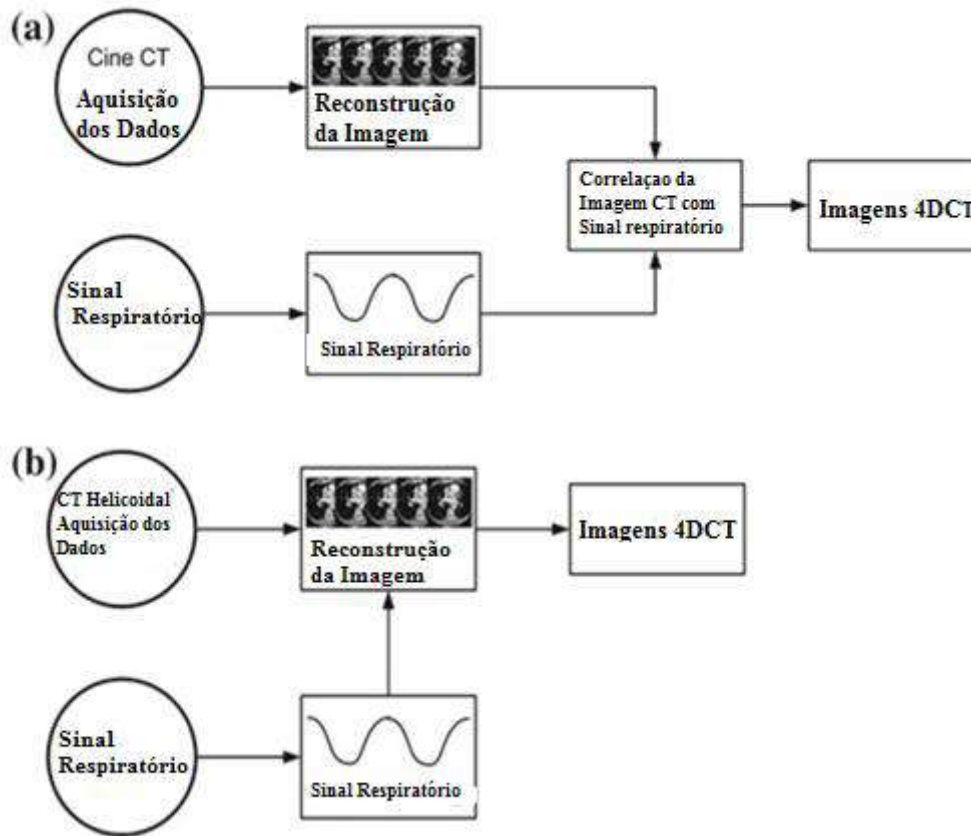 (a)
Cine CT
Aquisição
dos Dados
Reconstrução
da Imagem
Correlaçao da
Imagem CT com
Sinal respiratório
Imagens 4DCT
Sinal
Respiratório
Sinal Respiratório
(b)
CT Helicoidal
Aquisição dos
Dados
Reconstrução
da Imagem
Imagens 4DCT
Sinal
Respiratório
Sinal Respiratório